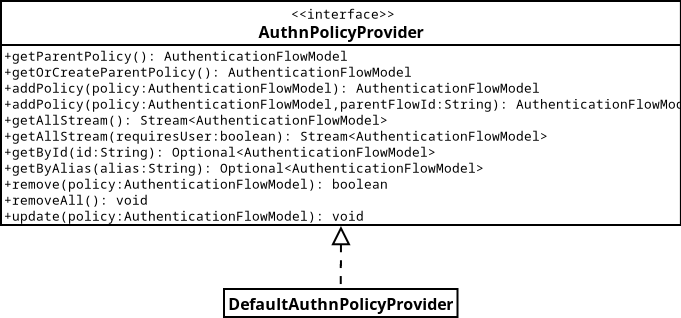 <<interface>>
AuthnPolicyProvider
+getParentPolicy(): AuthenticationFlowModel
+getOrCreateParentPolicy(): AuthenticationFlowModel
+addPolicy(policy:AuthenticationFlowModel): AuthenticationFlowModel
+addPolicy(policy:AuthenticationFlowModel,parentFlowId:String): AuthenticationFlowMod
+getAllStream(): Stream<AuthenticationFlowModel>
+getAllStream(requiresUser:boolean): Stream<AuthenticationFlowModel>
+getById(id:String): Optional<AuthenticationFlowModel>
+getByAlias(alias:String): Optional<AuthenticationFlowModel>
+remove(policy:AuthenticationFlowModel): boolean
+removeAll(): void
+update(policy:AuthenticationFlowModel): void
DefaultAuthnPolicyProvider